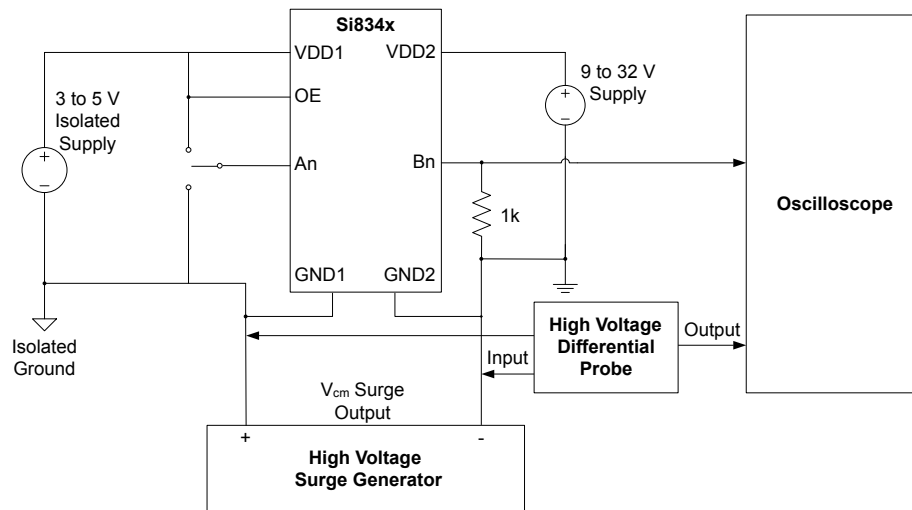 Si834x
VDD1
VDD2
9 to 32 V
Supply
+
-
3 to 5 V
Isolated
Supply
+
-
OE
An
Bn
Oscilloscope
1k
GND1
GND2
Isolated
Ground
High Voltage
Differential
Probe
Output
Input
Vcm Surge
Output
+
-
High Voltage
Surge Generator